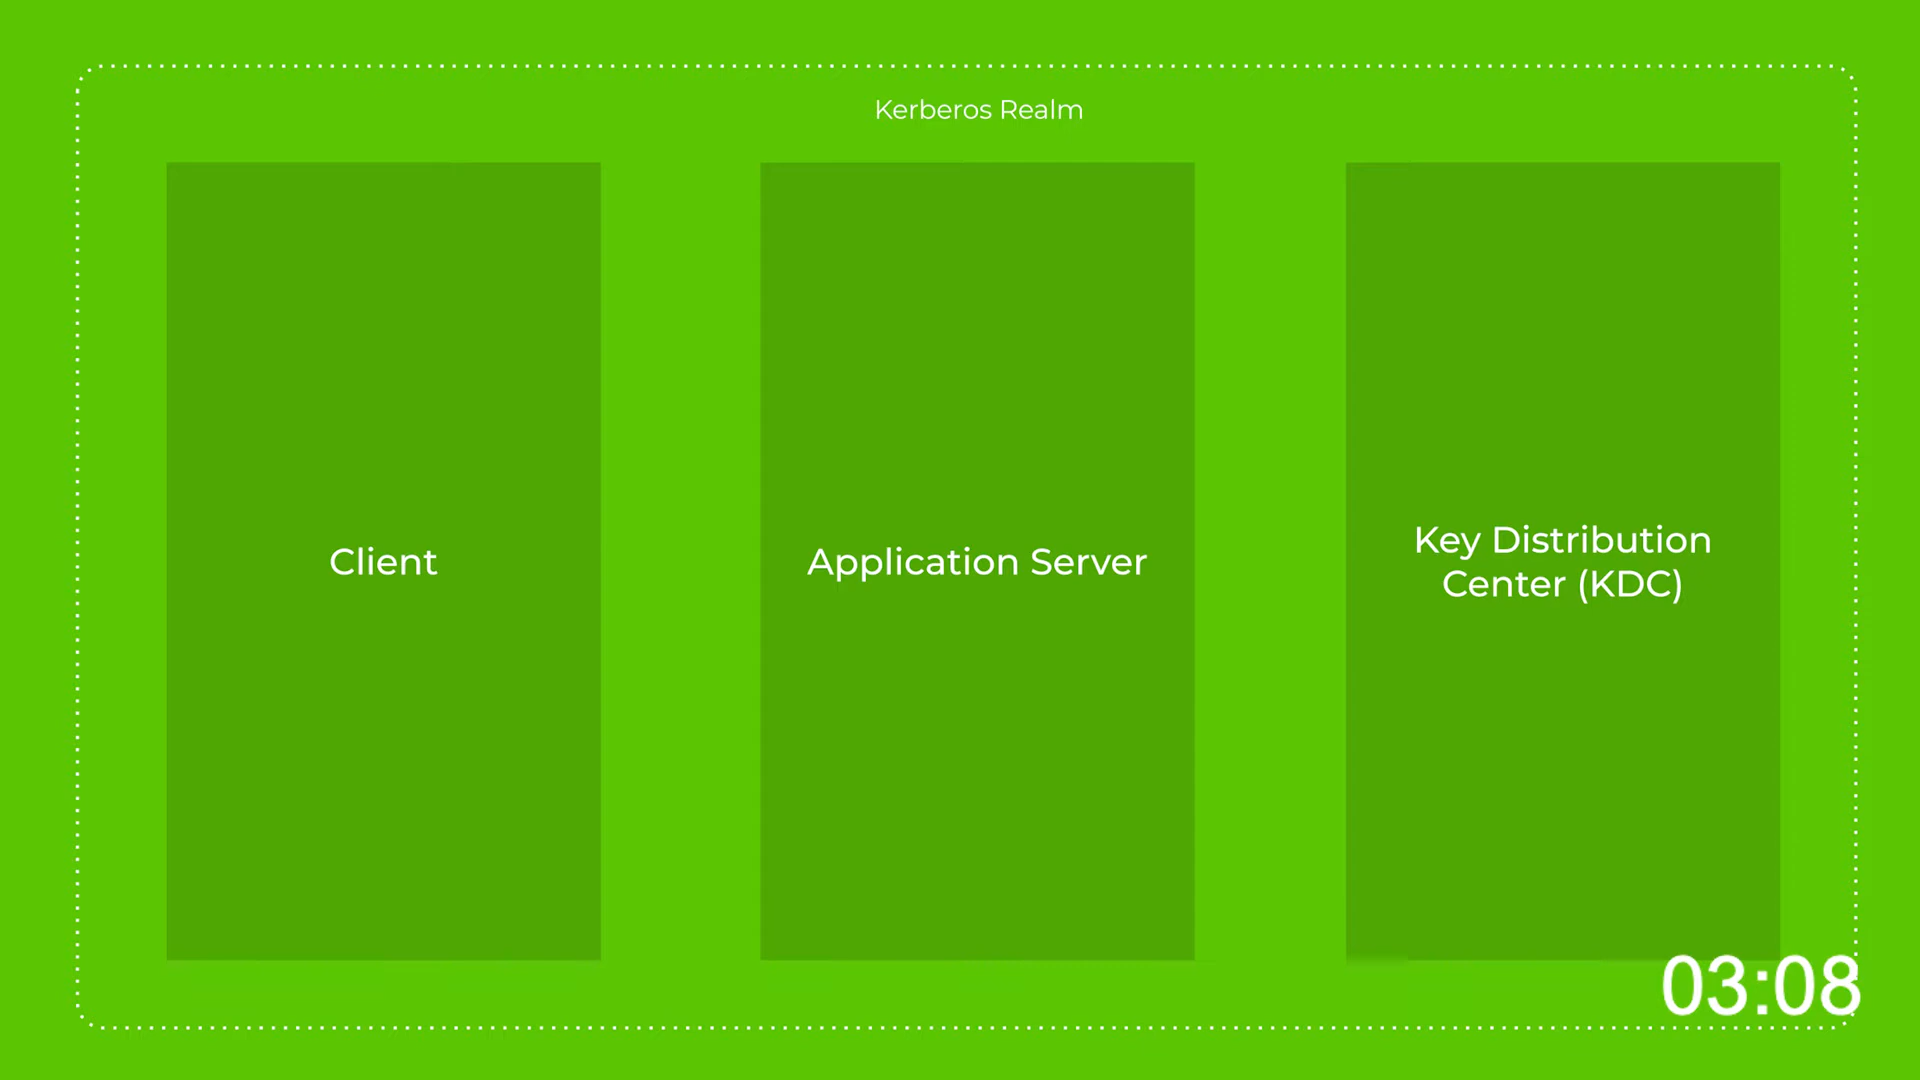 Kerberos Realm
Client
Application Server
Key Distribution
Center (KDC)
03:08